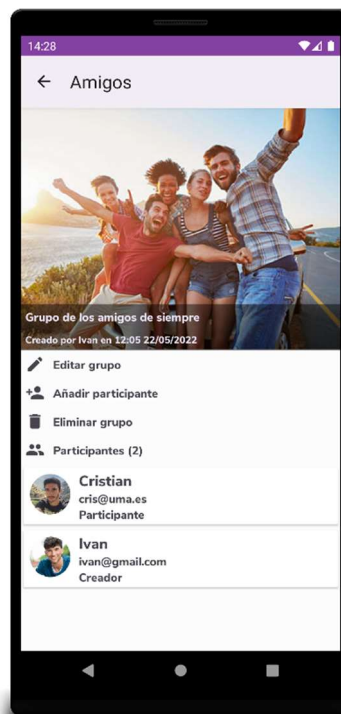 14:28
Amigos
Grupo de los amigos de siempre
Creado por Ivan en 12:05 22/05/2022
Editar grupo
Añadir participante
Eliminar grupo
Participantes (2)
Cristian
cris@uma.es
Participante
Ivan
ivan@gmail.com
Creador